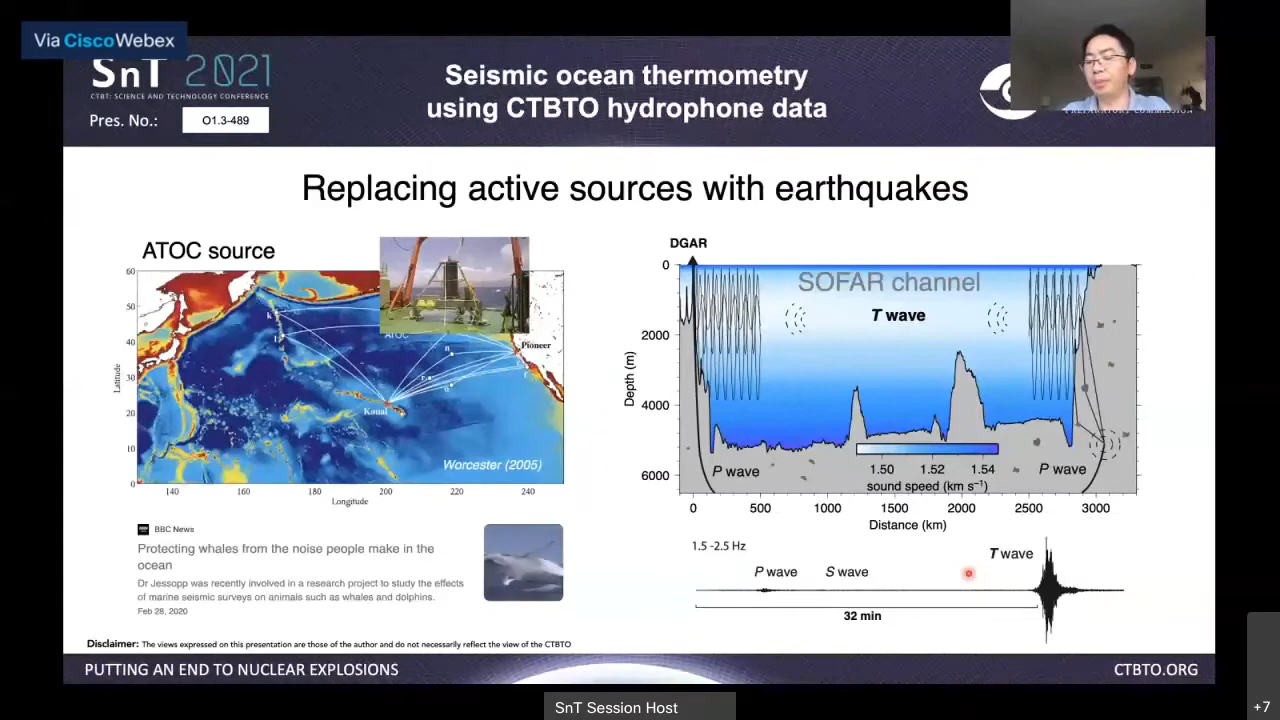 Via CiscoWebex
SnT 2021
CTBT: SCIENCE AND TECHNOLOGY CONFERENCE
Pres. No.: O1.3-489
Seismic ocean thermometry
using CTBTO hydrophone data
PREPARATORY COMMISSION
Replacing active sources with earthquakes
ATOC source
60
50
40
30
20
10
0
Latitude
140 160 180 200 220 240
Longitude
k
ATOC
n
Pioneer
r
o
f
Kauai
Worcester (2005)
BBC News
Protecting whales from the noise people make in the
ocean
Dr Jessopp was recently involved in a research project to study the effects
of marine seismic surveys on animals such as whales and dolphins.
Feb 28, 2020
DGAR
0
2000
4000
6000
Depth (m)
SOFAR channel
T wave
P wave
P wave
1.50 1.52 1.54
sound speed (km s⁻¹)
0 500 1000 1500 2000 2500 3000
Distance (km)
1.5 -2.5 Hz
P wave S wave T wave
32 min
Disclaimer: The views expressed on this presentation are those of the author and do not necessarily reflect the view of the CTBTO
PUTTING AN END TO NUCLEAR EXPLOSIONS
CTBTO.ORG
SnT Session Host
+7